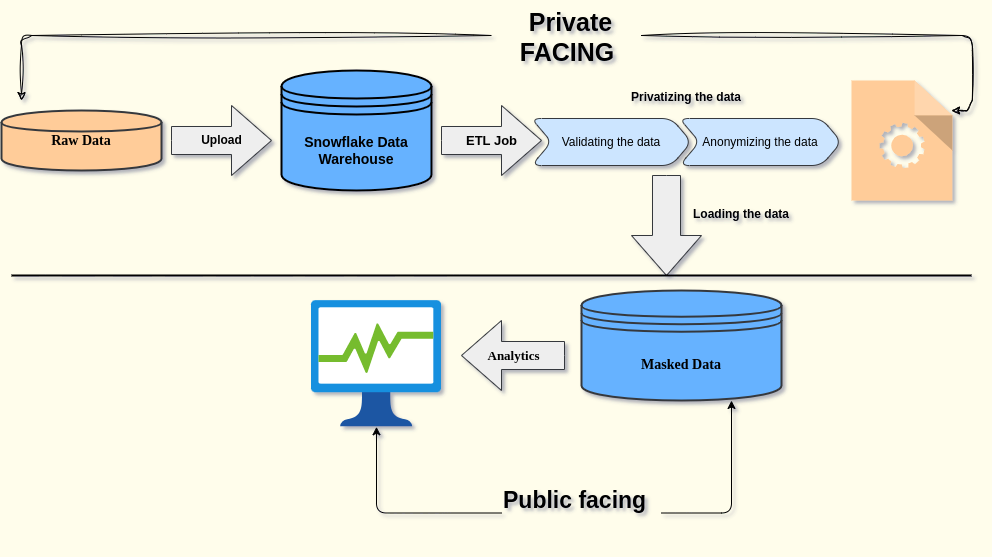 Private
FACING
Privatizing the data
Raw Data
Upload
Snowflake Data
Warehouse
ETL Job
Validating the data
Anonymizing the data
Loading the data
Analytics
Masked Data
Public facing